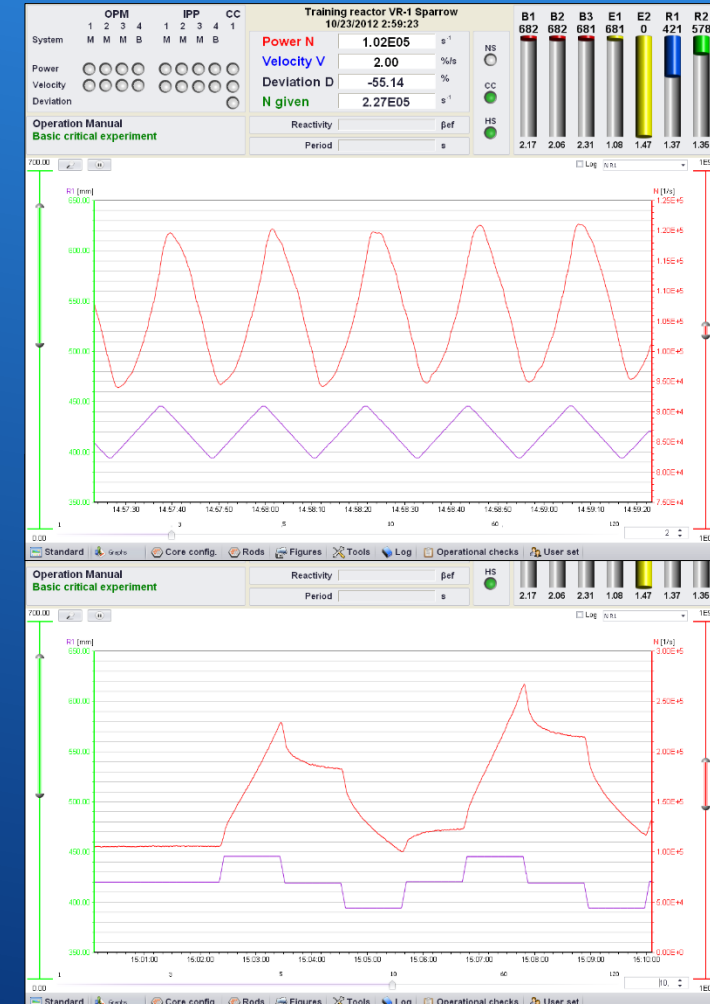 OPM IPP CC
1 2 3 4 1 2 3 4 1
System M M M B M M M B
Power
Velocity
Deviation
Operation Manual
Basic critical experiment
Training reactor VR-1 Sparrow
10/23/2012 2:59:23
Power N 1.02E05 s⁻¹
Velocity V 2.00 %/s
Deviation D -55.14 %
N given 2.27E05 s⁻¹
Reactivity βef
Period s
NS
CC
HS
B1 B2 B3 E1 E2 R1 R2
682 682 681 681 0 421 578
2.17 2.06 2.31 1.08 1.47 1.37 1.35
700.00 Log N R1 1E9
R1 [mm] N [1/s]
650.00 1.25E+5
600.00 1.20E+5
1.15E+5
550.00 1.10E+5
1.05E+5
500.00 1.00E+5
9.50E+4
450.00 9.00E+4
400.00 8.50E+4
8.00E+4
350.00 7.50E+4
14:57:30 14:57:40 14:57:50 14:58:00 14:58:10 14:58:20 14:58:30 14:58:40 14:58:50 14:59:00 14:59:10 14:59:20
1 3 5 10 60 120
0.00 2 1E0
Standard Graphs Core config. Rods Figures Tools Log Operational checks User set
Operation Manual
Basic critical experiment
Reactivity βef
Period s
HS
2.17 2.06 2.31 1.08 1.47 1.37 1.35
700.00 Log N R1 1E9
R1 [mm] N [1/s]
650.00 3.00E+5
600.00 2.50E+5
550.00 2.00E+5
500.00 1.50E+5
450.00 1.00E+5
400.00 5.00E+4
350.00 0.00E+0
15:01:00 15:02:00 15:03:00 15:04:00 15:05:00 15:06:00 15:07:00 15:08:00 15:09:00 15:10:00
1 3 5 10 60 120
0.00 10, 1E0
Standard Graphs Core config. Rods Figures Tools Log Operational checks User set